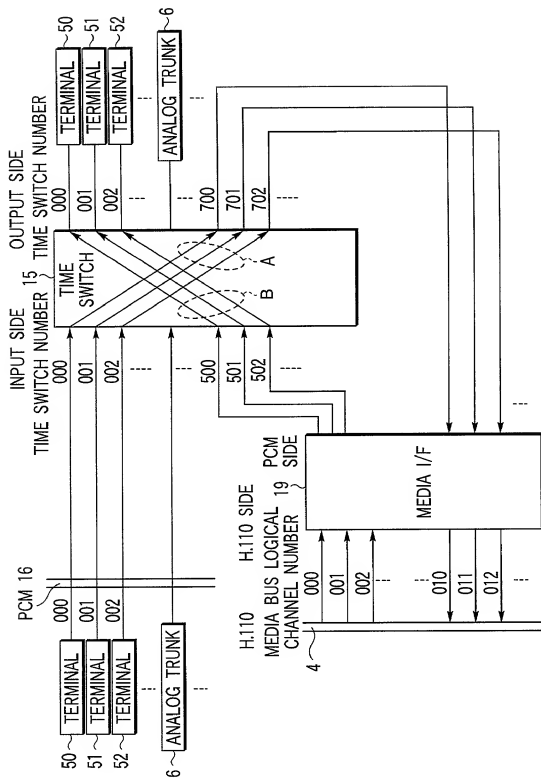 INPUT SIDE
TIME SWITCH NUMBER
OUTPUT SIDE
TIME SWITCH NUMBER
15
PCM 16
50
TERMINAL
000
000
000
TERMINAL
50
51
TERMINAL
001
001
001
TERMINAL
51
52
TERMINAL
002
002
002
TERMINAL
52
TIME
SWITCH
6
ANALOG TRUNK
ANALOG TRUNK
6
500
501
502
B
A
700
701
702
H.110
MEDIA BUS LOGICAL
CHANNEL NUMBER
H.110 SIDE
19
PCM
SIDE
4
000
001
002
MEDIA I/F
010
011
012